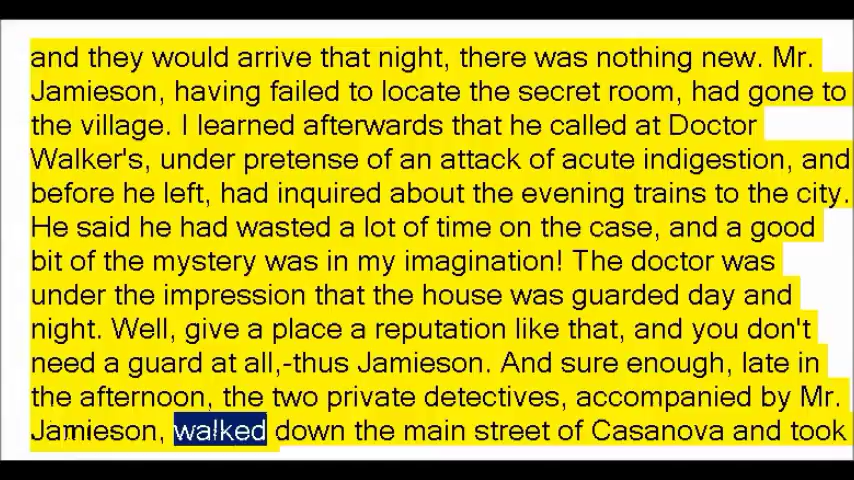 and they would arrive that night, there was nothing new. Mr.
Jamieson, having failed to locate the secret room, had gone to
the village. I learned afterwards that he called at Doctor
Walker's, under pretense of an attack of acute indigestion, and
before he left, had inquired about the evening trains to the city.
He said he had wasted a lot of time on the case, and a good
bit of the mystery was in my imagination! The doctor was
under the impression that the house was guarded day and
night. Well, give a place a reputation like that, and you don't
need a guard at all,-thus Jamieson. And sure enough, late in
the afternoon, the two private detectives, accompanied by Mr.
Jamieson, walked down the main street of Casanova and took